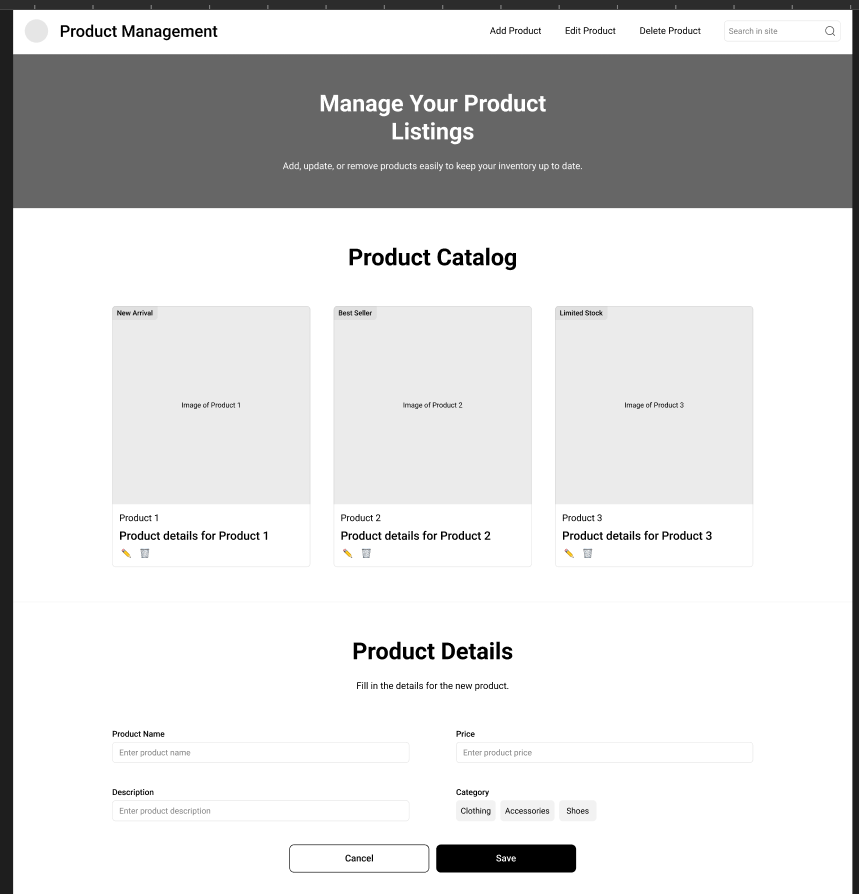 Product Management
Add Product
Edit Product
Delete Product
Search in site
Manage Your Product
Listings
Add, update, or remove products easily to keep your inventory up to date.
Product Catalog
New Arrival
Image of Product 1
Product 1
Product details for Product 1
Best Seller
Image of Product 2
Product 2
Product details for Product 2
Limited Stock
Image of Product 3
Product 3
Product details for Product 3
Product Details
Fill in the details for the new product.
Product Name
Enter product name
Price
Enter product price
Description
Enter product description
Category
Clothing
Accessories
Shoes
Cancel
Save